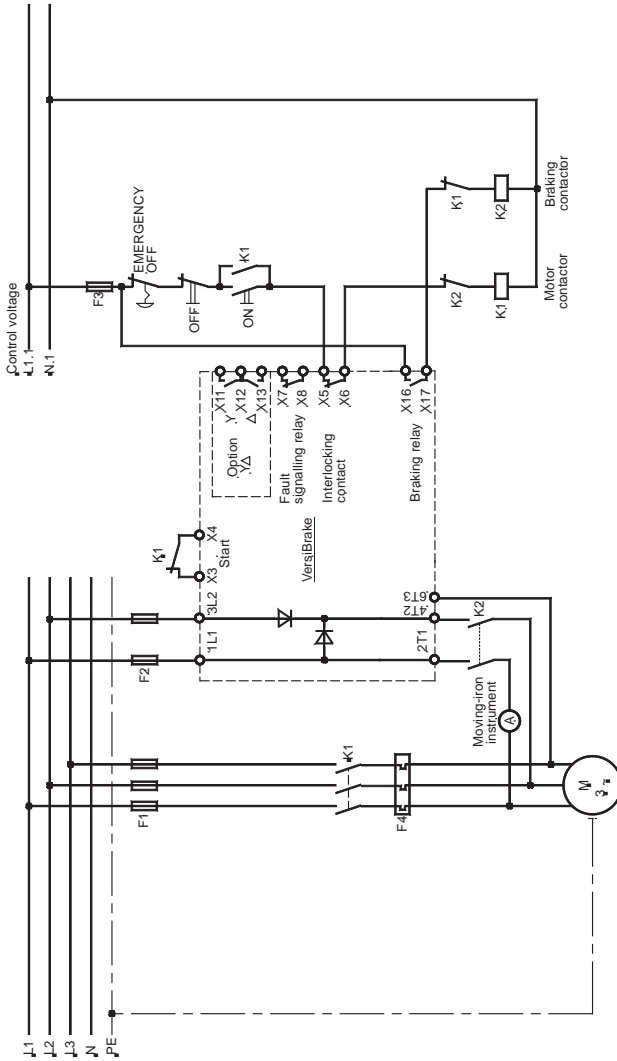 Control voltage
L1.1
N.1
F3
EMERGENCY
OFF
OFF
ON
K1
K1
K2
Braking
contactor
K2
K1
Motor
contactor
X11
X12
X13
Y
Δ
Option
YΔ
X7
X8
Fault
signalling relay
X5
X6
Interlocking
contact
X16
X17
Braking relay
VersiBrake
K1
X3
X4
Start
1L1
3L2
2T1
4T2
6T3
F2
K2
A
Moving-iron
instrument
F1
K1
F4
M
3 ~
L1
L2
L3
N
PE